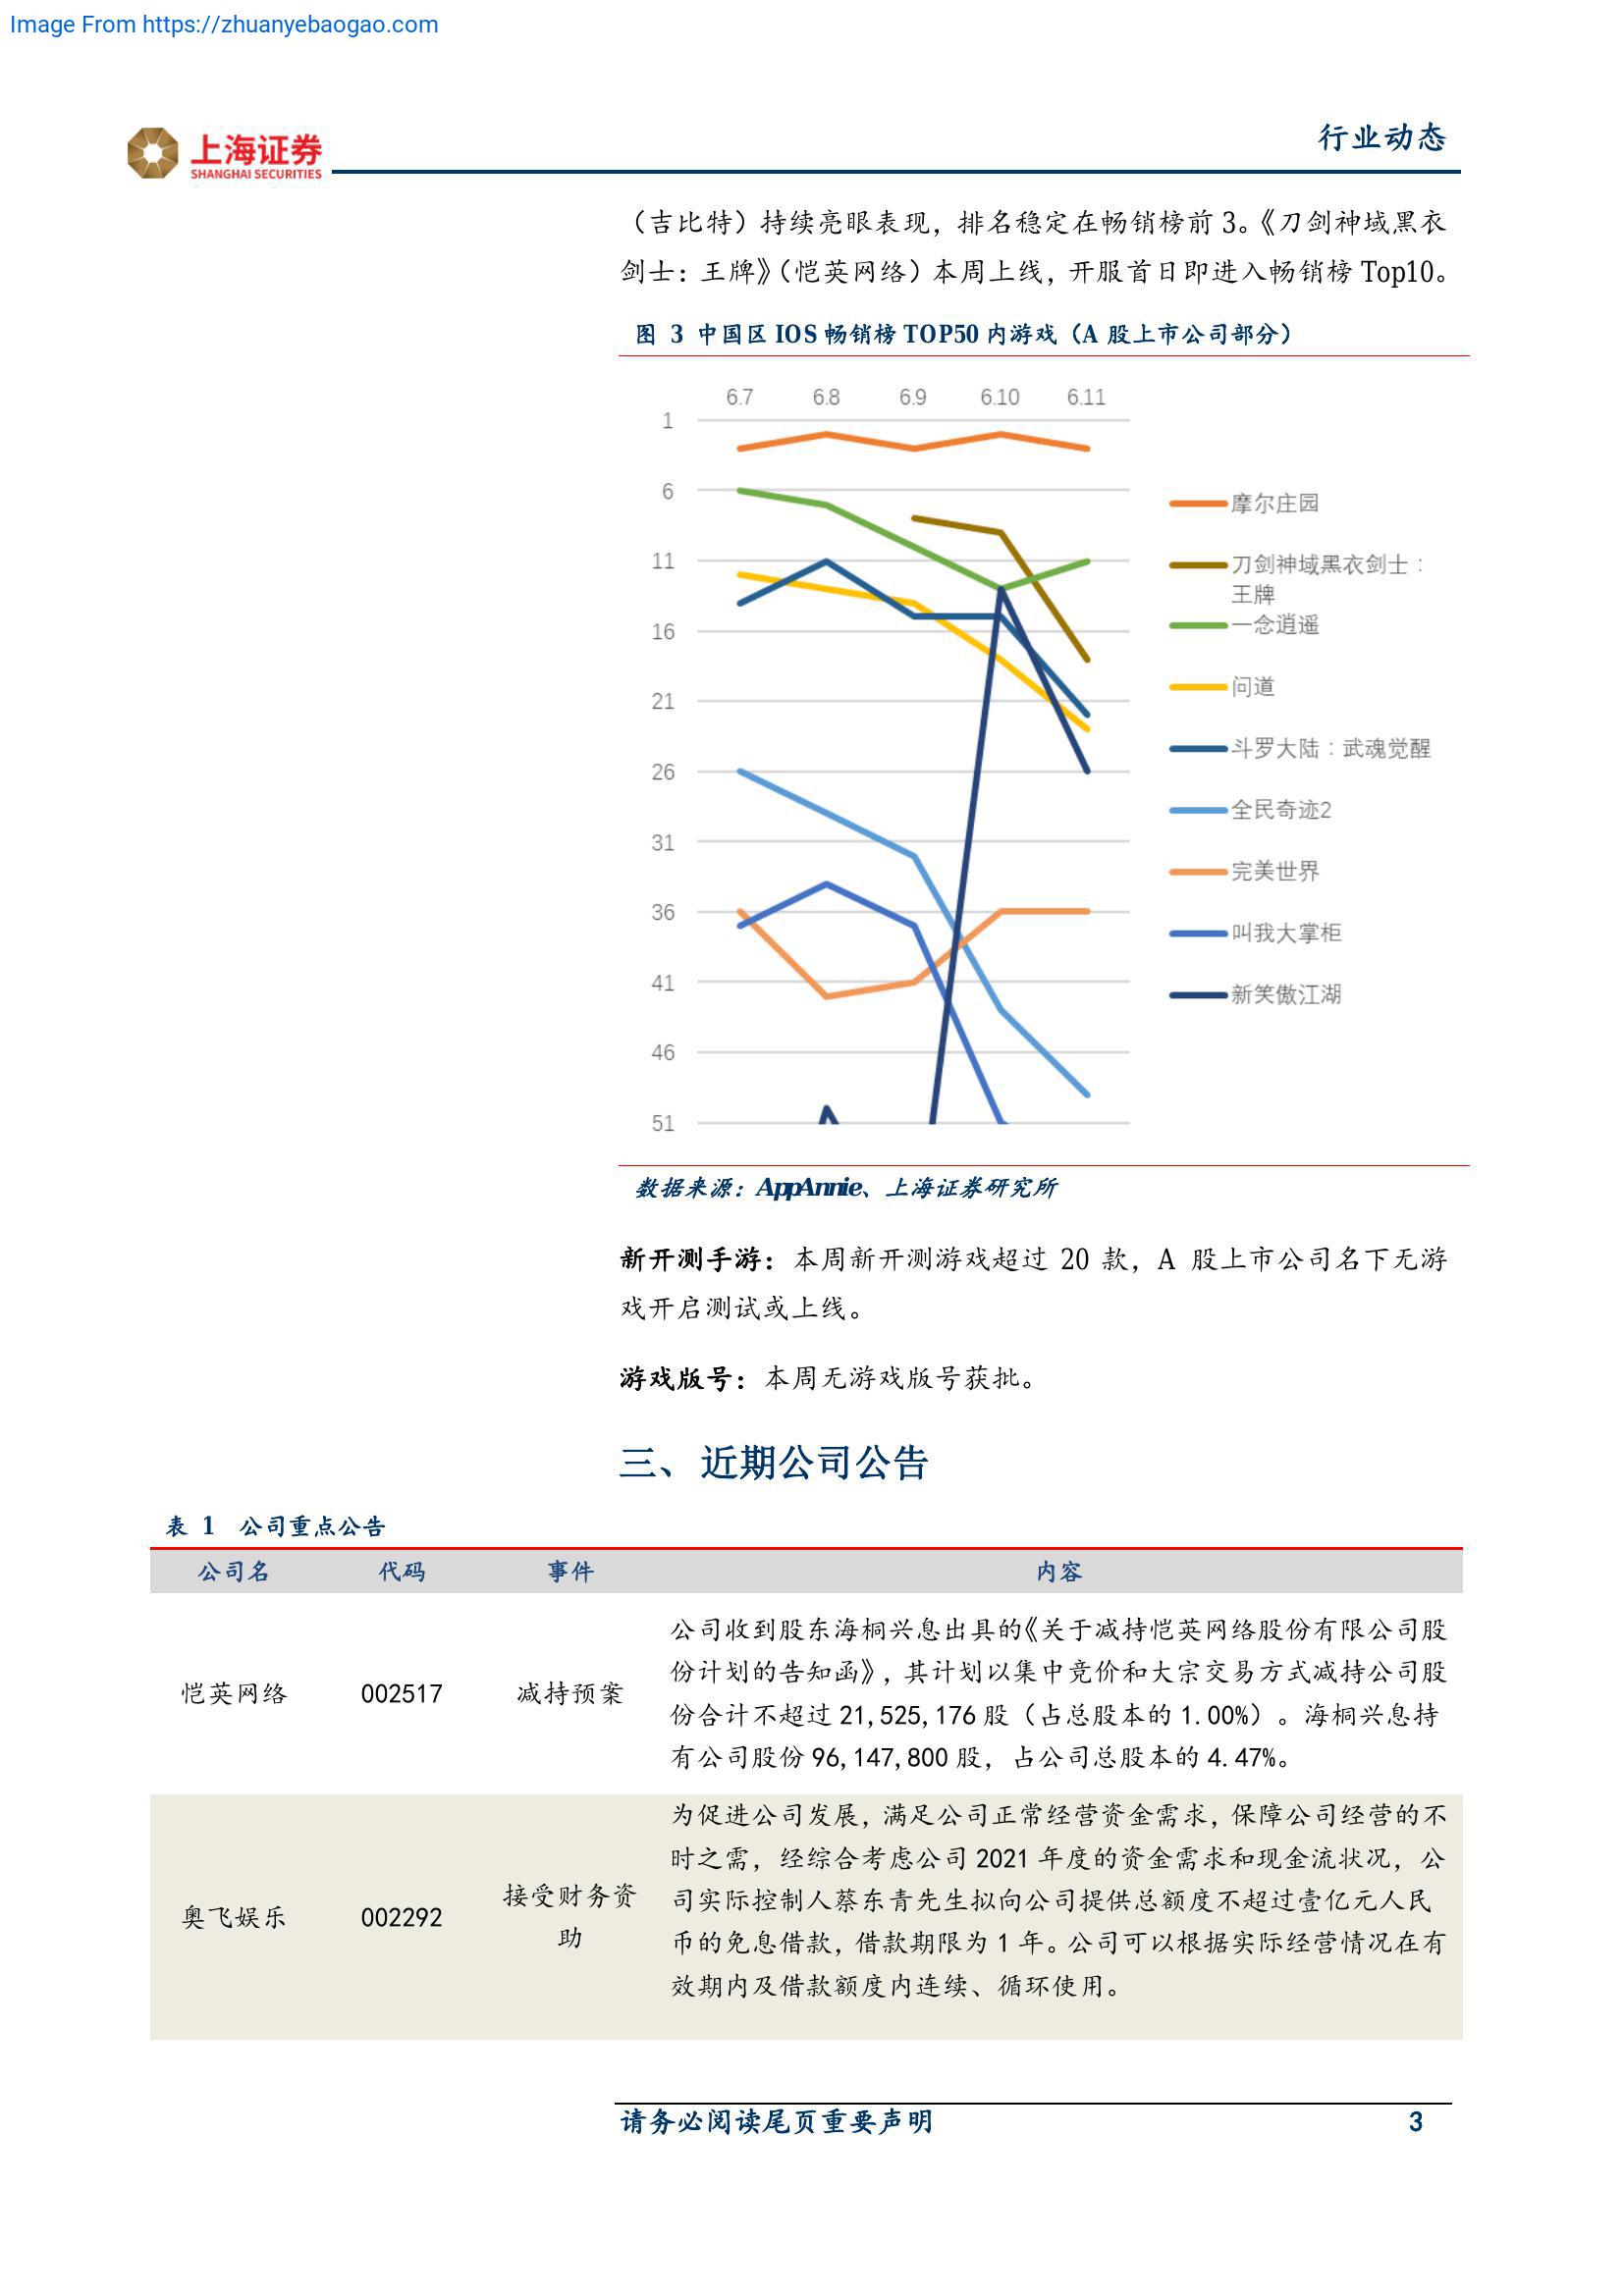 Image From https://zhuanyebaogao.com
上海证券
SHANGHAI SECURITIES
行业动态
（吉比特）持续亮眼表现，排名稳定在畅销榜前 3。《刀剑神域黑衣
剑士：王牌》（恺英网络）本周上线，开服首日即进入畅销榜 Top10。
图 3 中国区 IOS 畅销榜 TOP50 内游戏（A 股上市公司部分）
6.7 6.8 6.9 6.10 6.11
1
6
11
16
21
26
31
36
41
46
51
摩尔庄园
刀剑神域黑衣剑士：
王牌
一念逍遥
问道
斗罗大陆：武魂觉醒
全民奇迹2
完美世界
叫我大掌柜
新笑傲江湖
数据来源：AppAnnie、上海证券研究所
新开测手游：本周新开测游戏超过 20 款，A 股上市公司名下无游
戏开启测试或上线。
游戏版号：本周无游戏版号获批。
三、近期公司公告
表 1 公司重点公告
公司名 代码 事件 内容
恺英网络 002517 减持预案
公司收到股东海桐兴息出具的《关于减持恺英网络股份有限公司股
份计划的告知函》，其计划以集中竞价和大宗交易方式减持公司股
份合计不超过 21,525,176 股（占总股本的 1.00%）。海桐兴息持
有公司股份 96,147,800 股，占公司总股本的 4.47%。
奥飞娱乐 002292
接受财务资
助
为促进公司发展，满足公司正常经营资金需求，保障公司经营的不
时之需，经综合考虑公司 2021 年度的资金需求和现金流状况，公
司实际控制人蔡东青先生拟向公司提供总额度不超过壹亿元人民
币的免息借款，借款期限为 1 年。公司可以根据实际经营情况在有
效期内及借款额度内连续、循环使用。
请务必阅读尾页重要声明 3